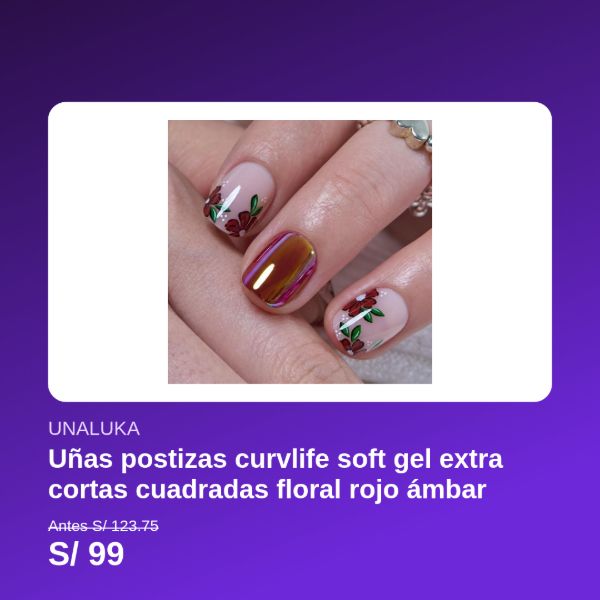 UNALUKA
Uñas postizas curvlife soft gel extra
cortas cuadradas floral rojo ámbar
Antes S/ 123.75
S/ 99